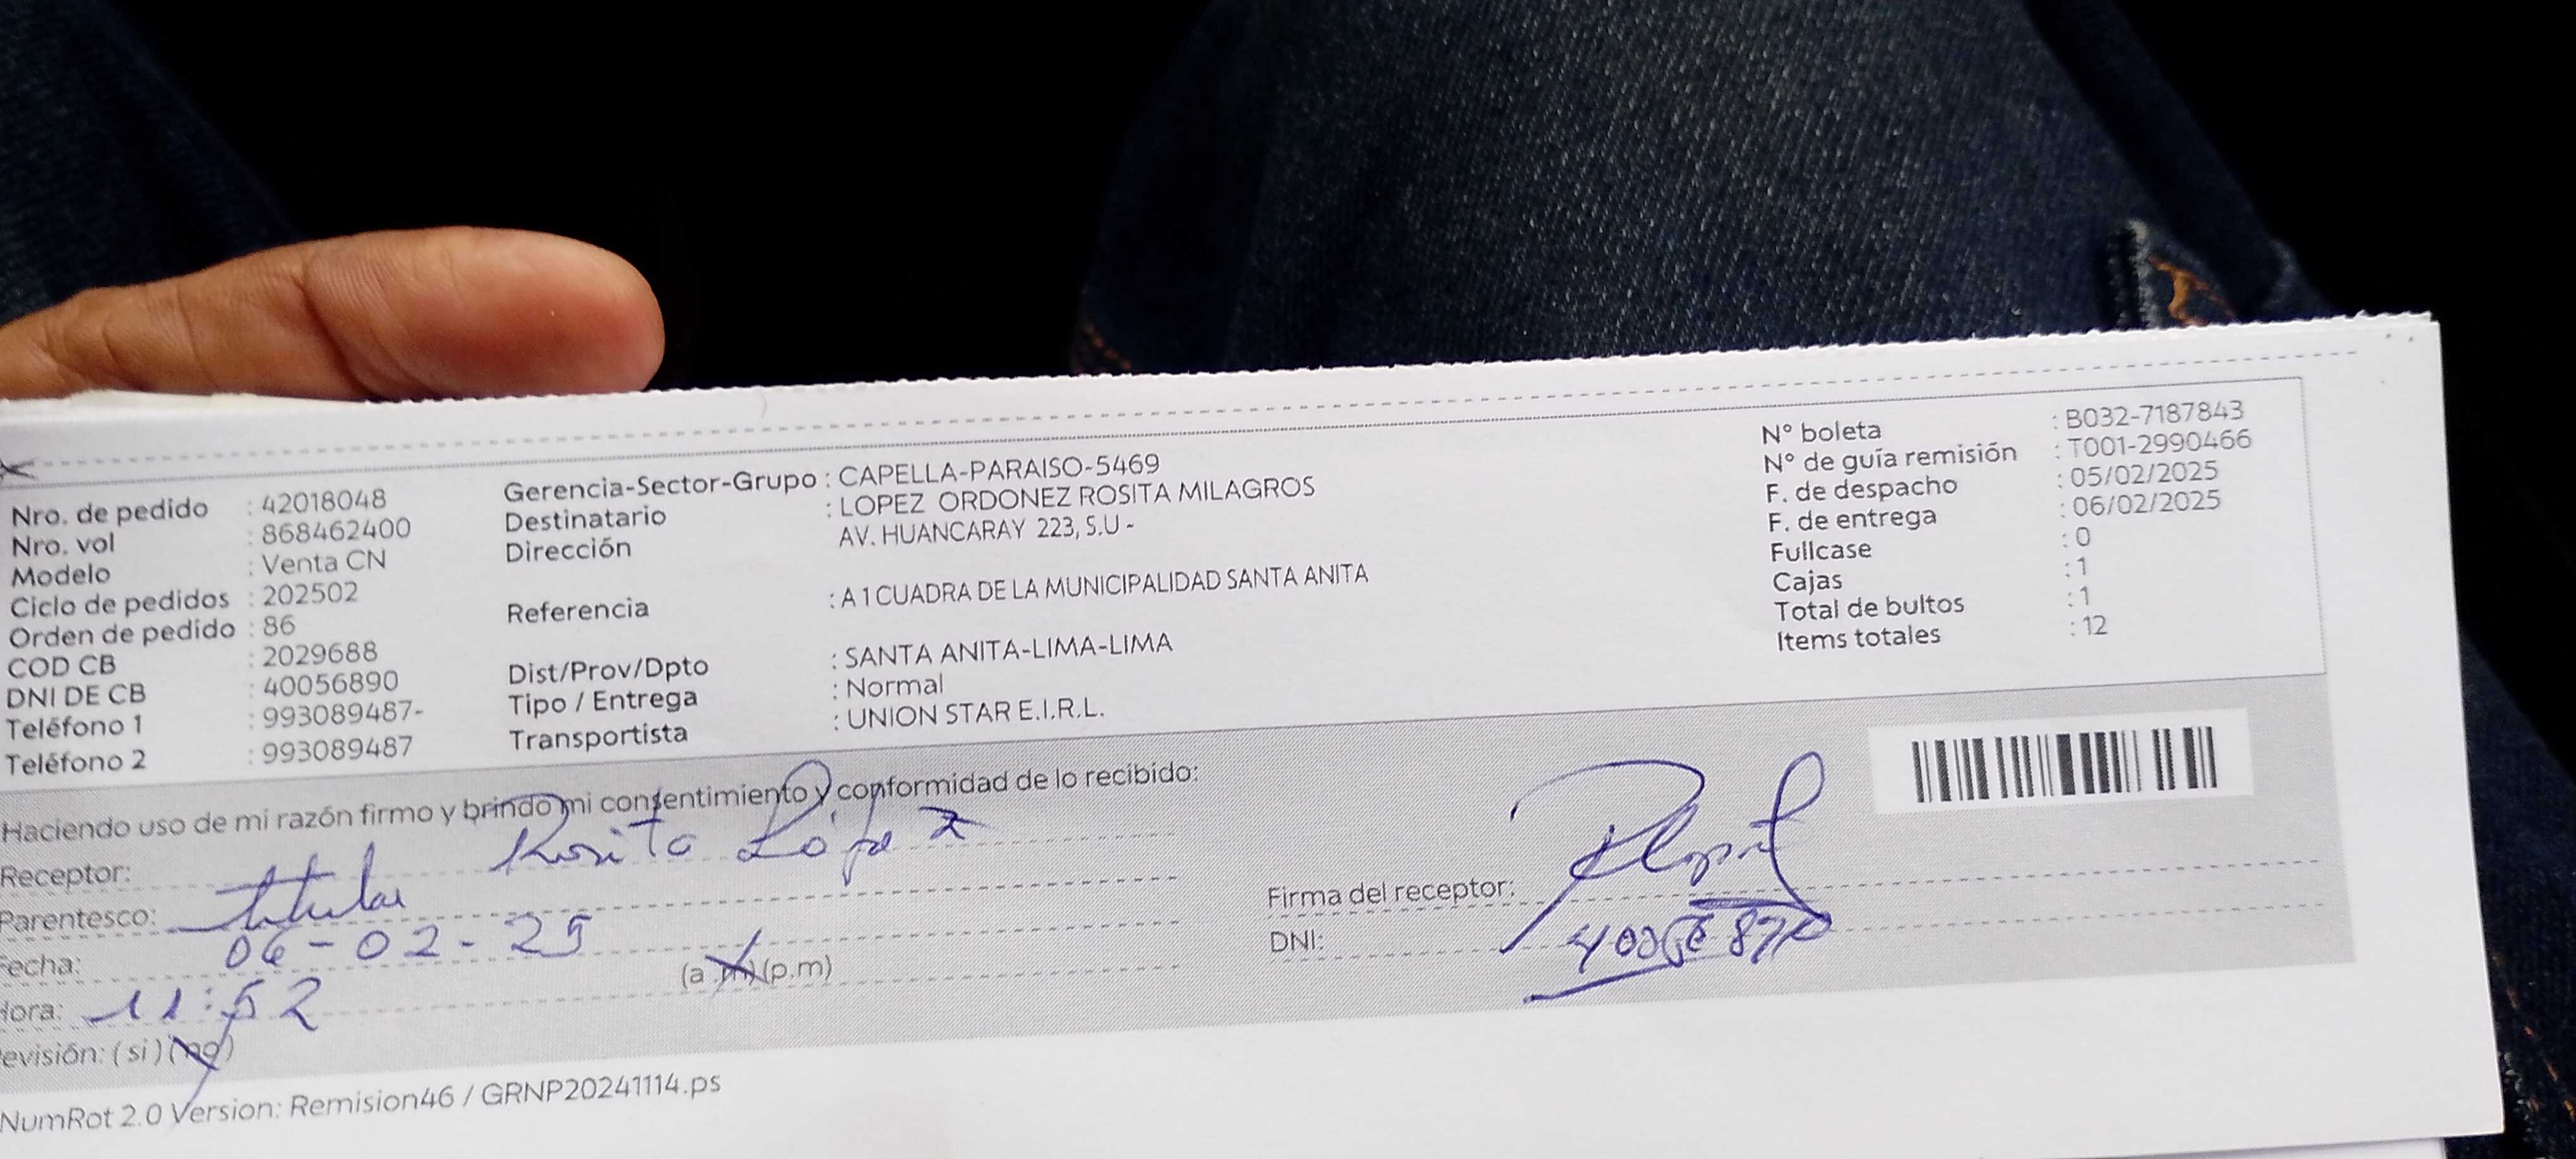 Nro. de pedido : 42018048
Nro. vol : 868462400
Modelo : Venta CN
Ciclo de pedidos : 202502
Orden de pedido : 86
COD CB : 2029688
DNI DE CB : 40056890
Teléfono 1 : 993089487-
Teléfono 2 : 993089487
Gerencia-Sector-Grupo : CAPELLA-PARAISO-5469
Destinatario : LOPEZ ORDONEZ ROSITA MILAGROS
Dirección AV. HUANCARAY 223, S.U -
Referencia : A 1 CUADRA DE LA MUNICIPALIDAD SANTA ANITA
Dist/Prov/Dpto : SANTA ANITA-LIMA-LIMA
Tipo / Entrega : Normal
Transportista : UNION STAR E.I.R.L.
N° boleta : B032-7187843
N° de guía remisión : T001-2990466
F. de despacho : 05/02/2025
F. de entrega : 06/02/2025
Fullcase : 0
Cajas : 1
Total de bultos : 1
Items totales : 12
Haciendo uso de mi razón firmo y brindo mi consentimiento y conformidad de lo recibido:
Receptor: Rosita López
Parentesco: titular
Fecha: 06-02-25
Hora: 11:52 (a.m) (p.m)
evisión: (si) (no)
Firma del receptor:
DNI:
NumRot 2.0 Version: Remision46 / GRNP20241114.ps